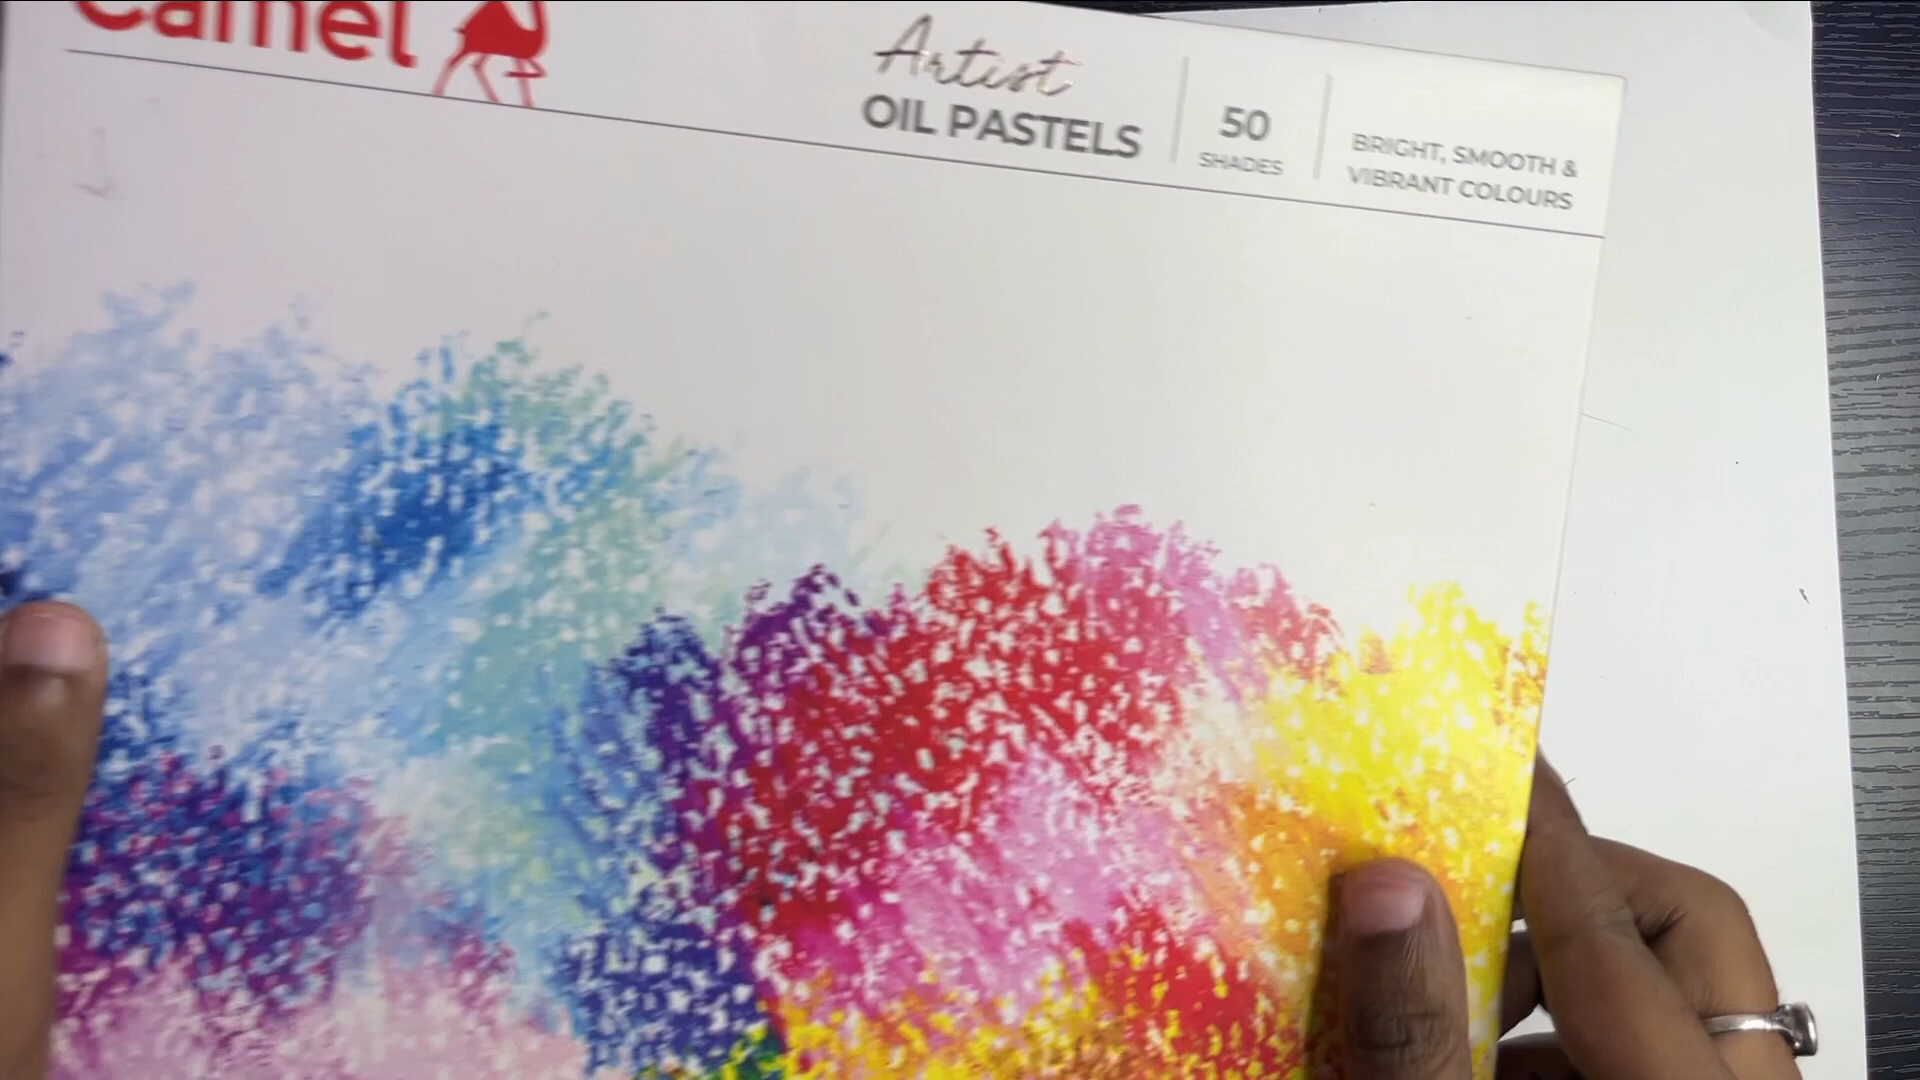 Camel
Artist
OIL PASTELS
50
SHADES
BRIGHT, SMOOTH &
VIBRANT COLOURS